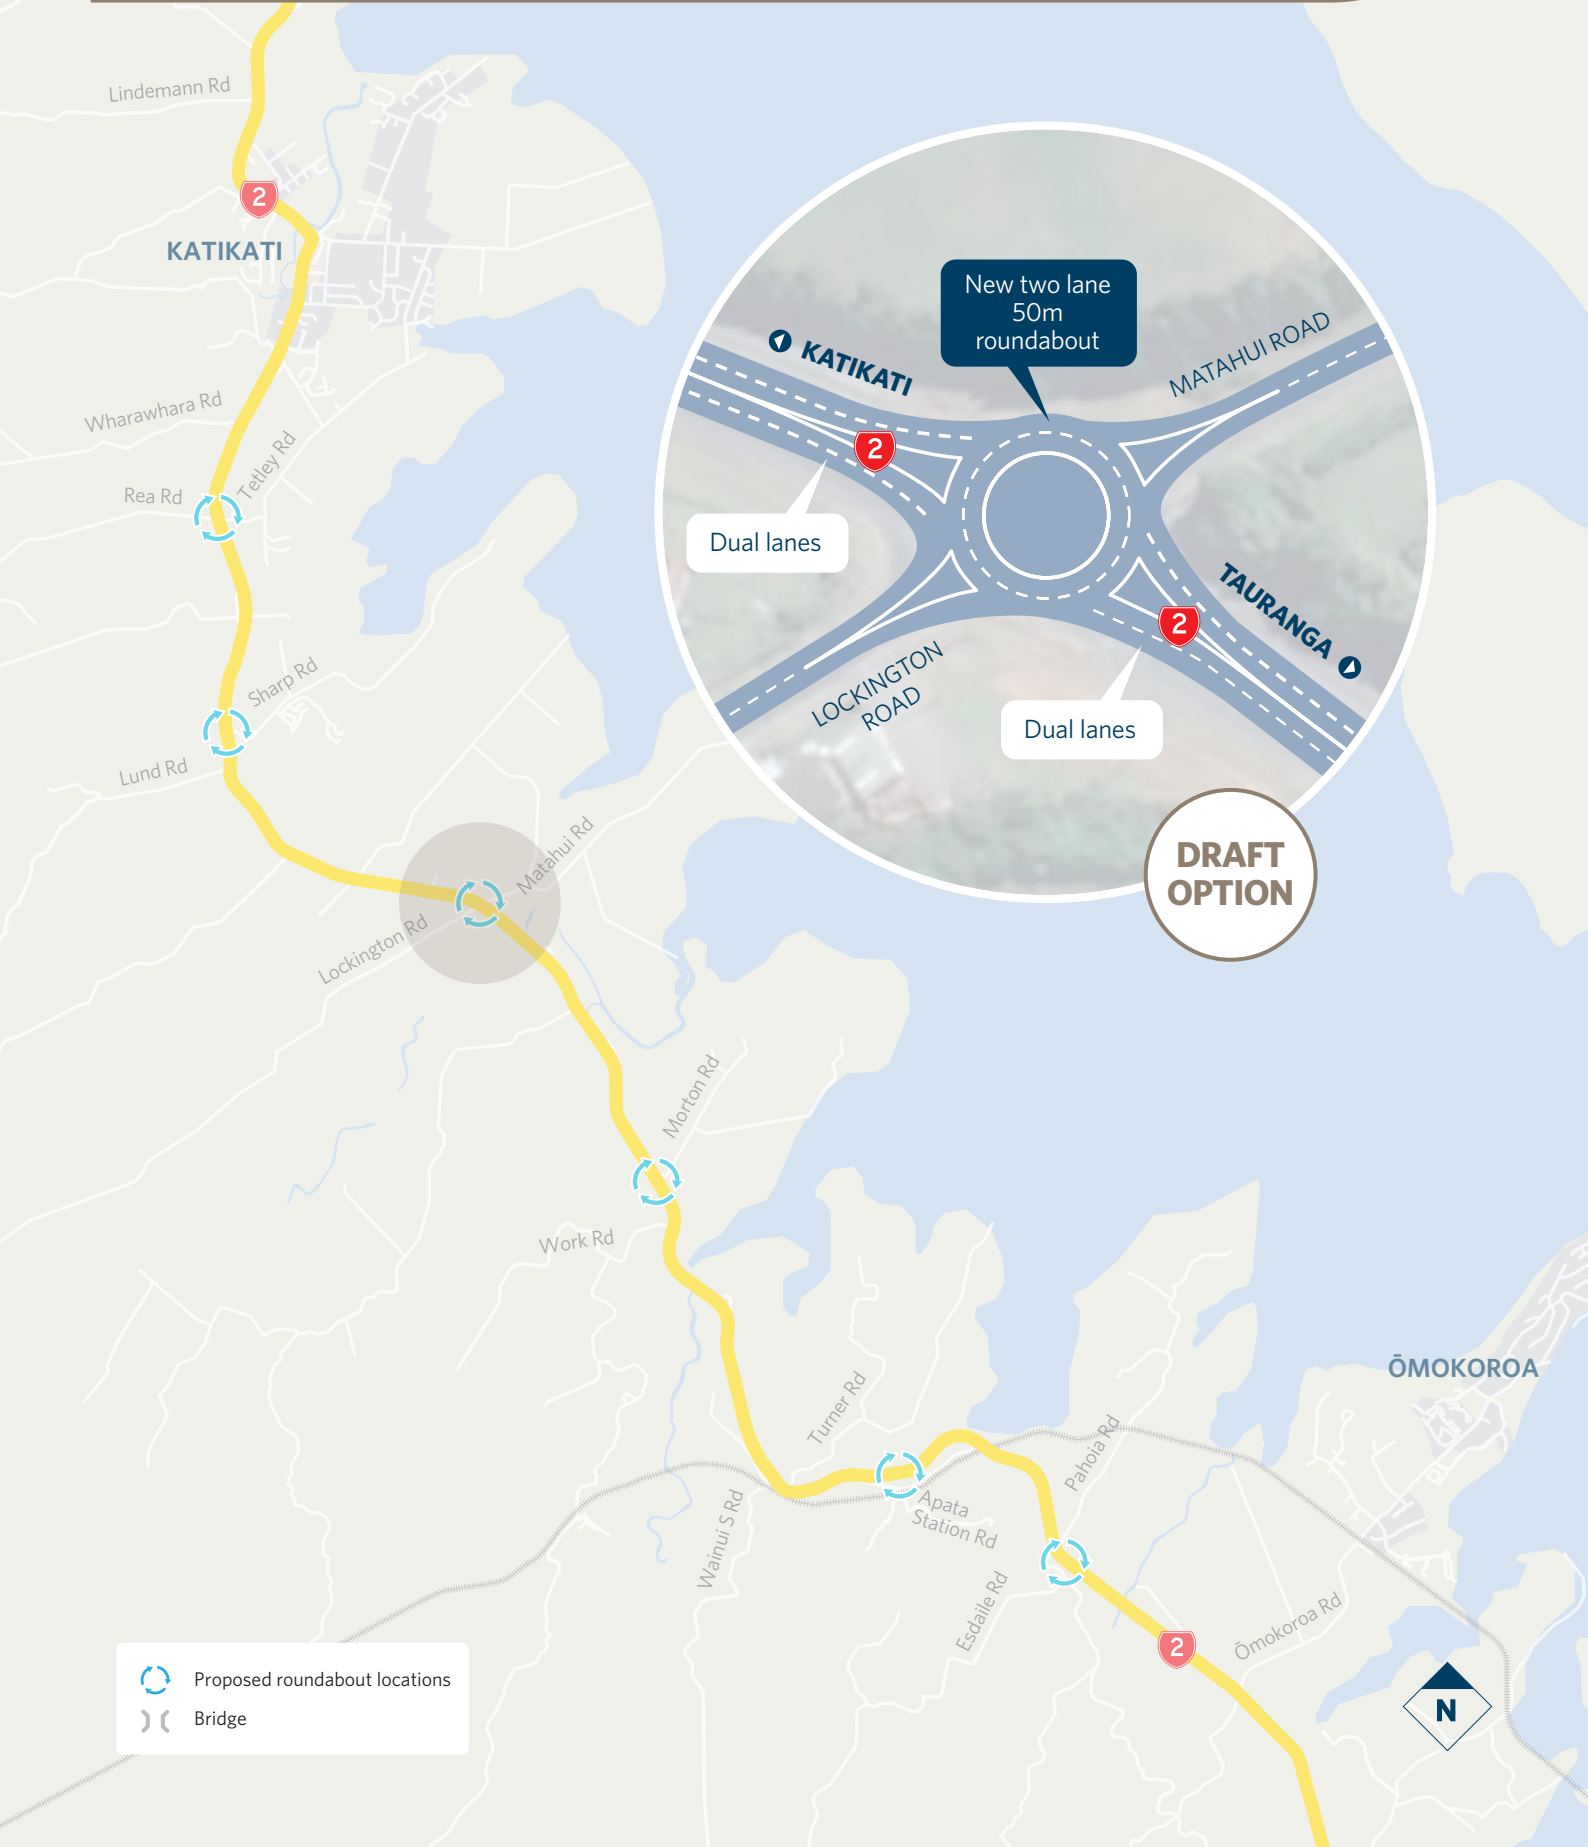 Lindemann Rd
2
KATIKATI
Wharawhara Rd
Tetley Rd
Rea Rd
Sharp Rd
Lund Rd
Matahui Rd
Lockington Rd
Morton Rd
Work Rd
Turner Rd
Wainui S Rd
Apata
Station Rd
Pahoia Rd
Esdaile Rd
2
Ōmokoroa Rd
ŌMOKOROA
New two lane
50m
roundabout
KATIKATI
MATAHUI ROAD
2
Dual lanes
TAURANGA
2
LOCKINGTON
ROAD
Dual lanes
DRAFT
OPTION
Proposed roundabout locations
Bridge
N